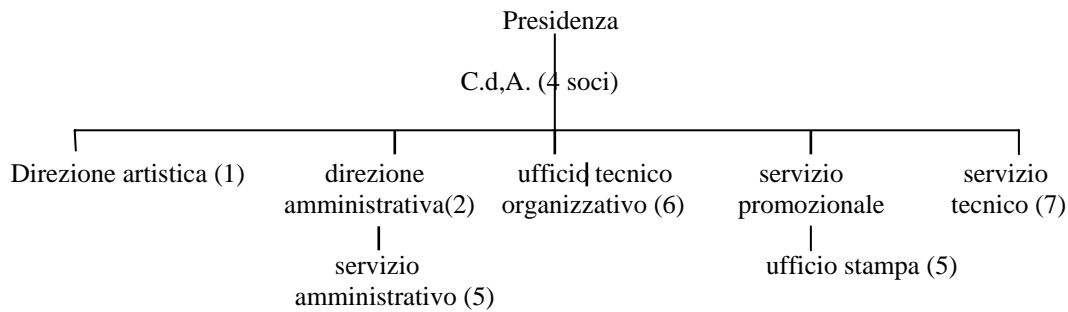 Presidenza
C.d,A. (4 soci)
Direzione artistica (1)
direzione
amministrativa(2)
ufficio tecnico
organizzativo (6)
servizio
promozionale
servizio
tecnico (7)
servizio
amministrativo (5)
ufficio stampa (5)